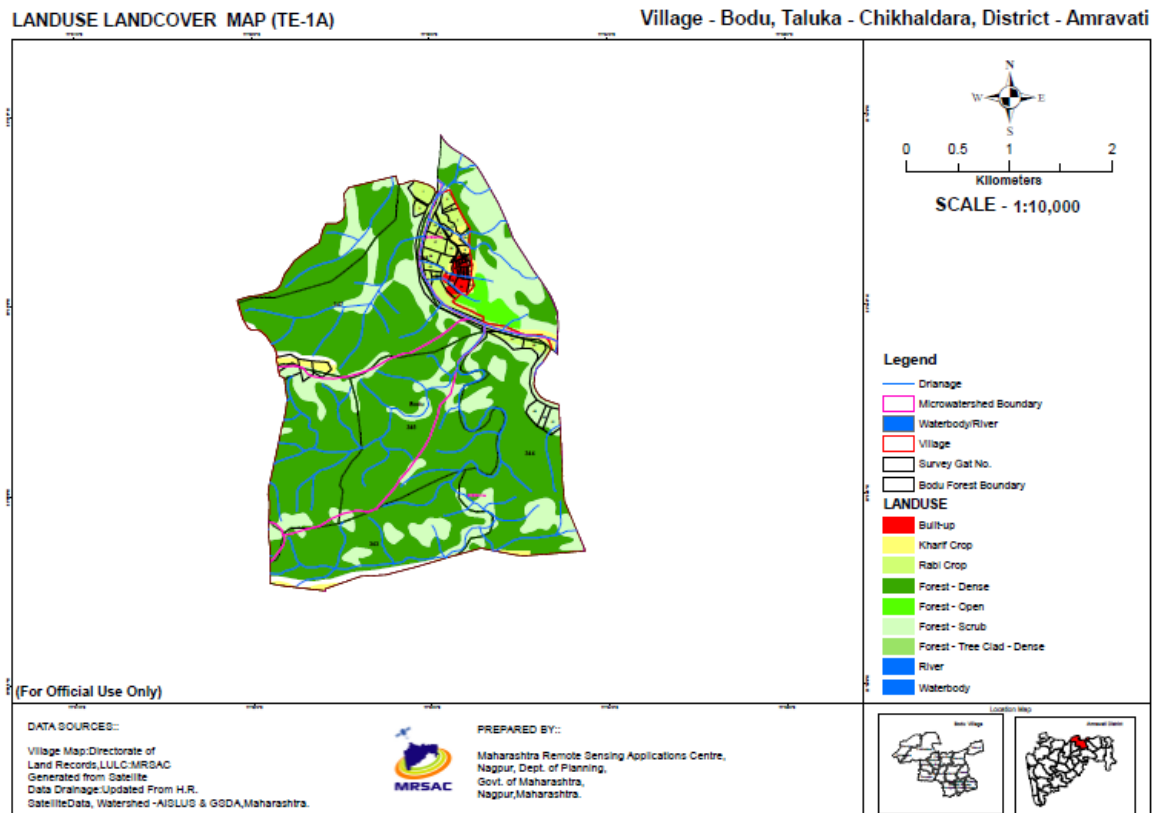 LANDUSE LANDCOVER MAP (TE-1A)
Village - Bodu, Taluka - Chikhaldara, District - Amravati
N
W
E
S
0 0.5 1 2
Kilometers
SCALE - 1:10,000
Legend
Drianage
Microwatershed Boundary
Waterbody/River
Village
Survey Gat No.
Bodu Forest Boundary
LANDUSE
Built-up
Kharif Crop
Rabi Crop
Forest - Dense
Forest - Open
Forest - Scrub
Forest - Tree Clad - Dense
River
Waterbody
Bodu
344
(For Official Use Only)
DATA SOURCES::
Village Map:Directorate of
Land Records,LULC:MRSAC
Generated from Satellite
Data Drainage:Updated From H.R.
SatelliteData, Watershed -AISLUS & GSDA,Maharashtra.
MRSAC
PREPARED BY::
Maharashtra Remote Sensing Applications Centre,
Nagpur, Dept. of Planning,
Govt. of Maharashtra,
Nagpur,Maharashtra.
Location Map
Bodu Village
Amravati District